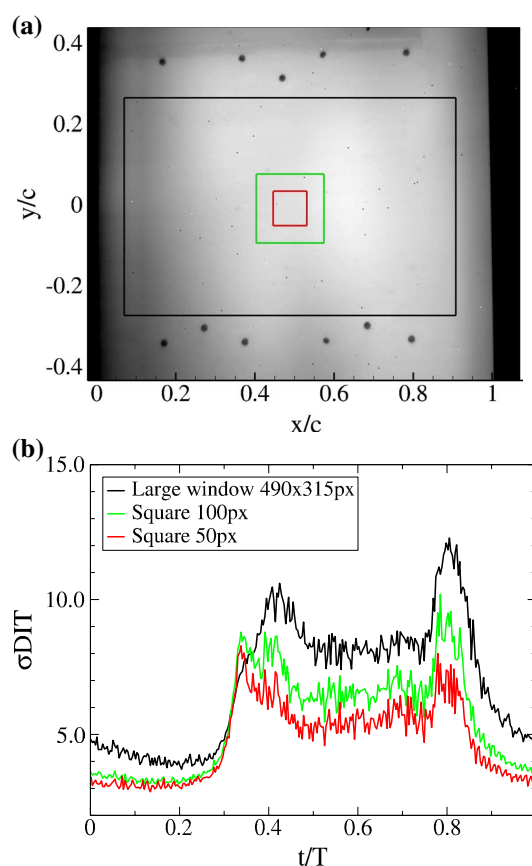 (a)
0.4
0.2
0
-0.2
-0.4
y/c
0 0.2 0.4 0.6 0.8 1
x/c
(b)
15.0
10.0
5.0
σDIT
Large window 490x315px
Square 100px
Square 50px
0 0.2 0.4 0.6 0.8
t/T